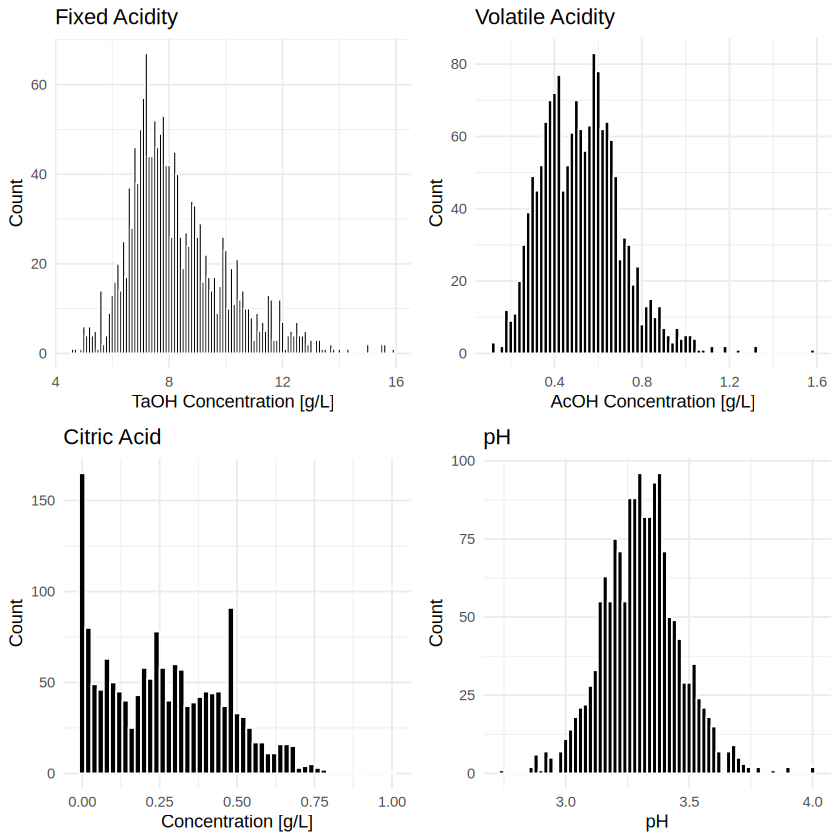 Fixed Acidity
Count
60
40
20
0
4
8
12
16
TaOH Concentration [g/L]
Volatile Acidity
Count
80
60
40
20
0
0.4
0.8
1.2
1.6
AcOH Concentration [g/L]
Citric Acid
Count
150
100
50
0
0.00
0.25
0.50
0.75
1.00
Concentration [g/L]
pH
Count
100
75
50
25
0
3.0
3.5
4.0
pH